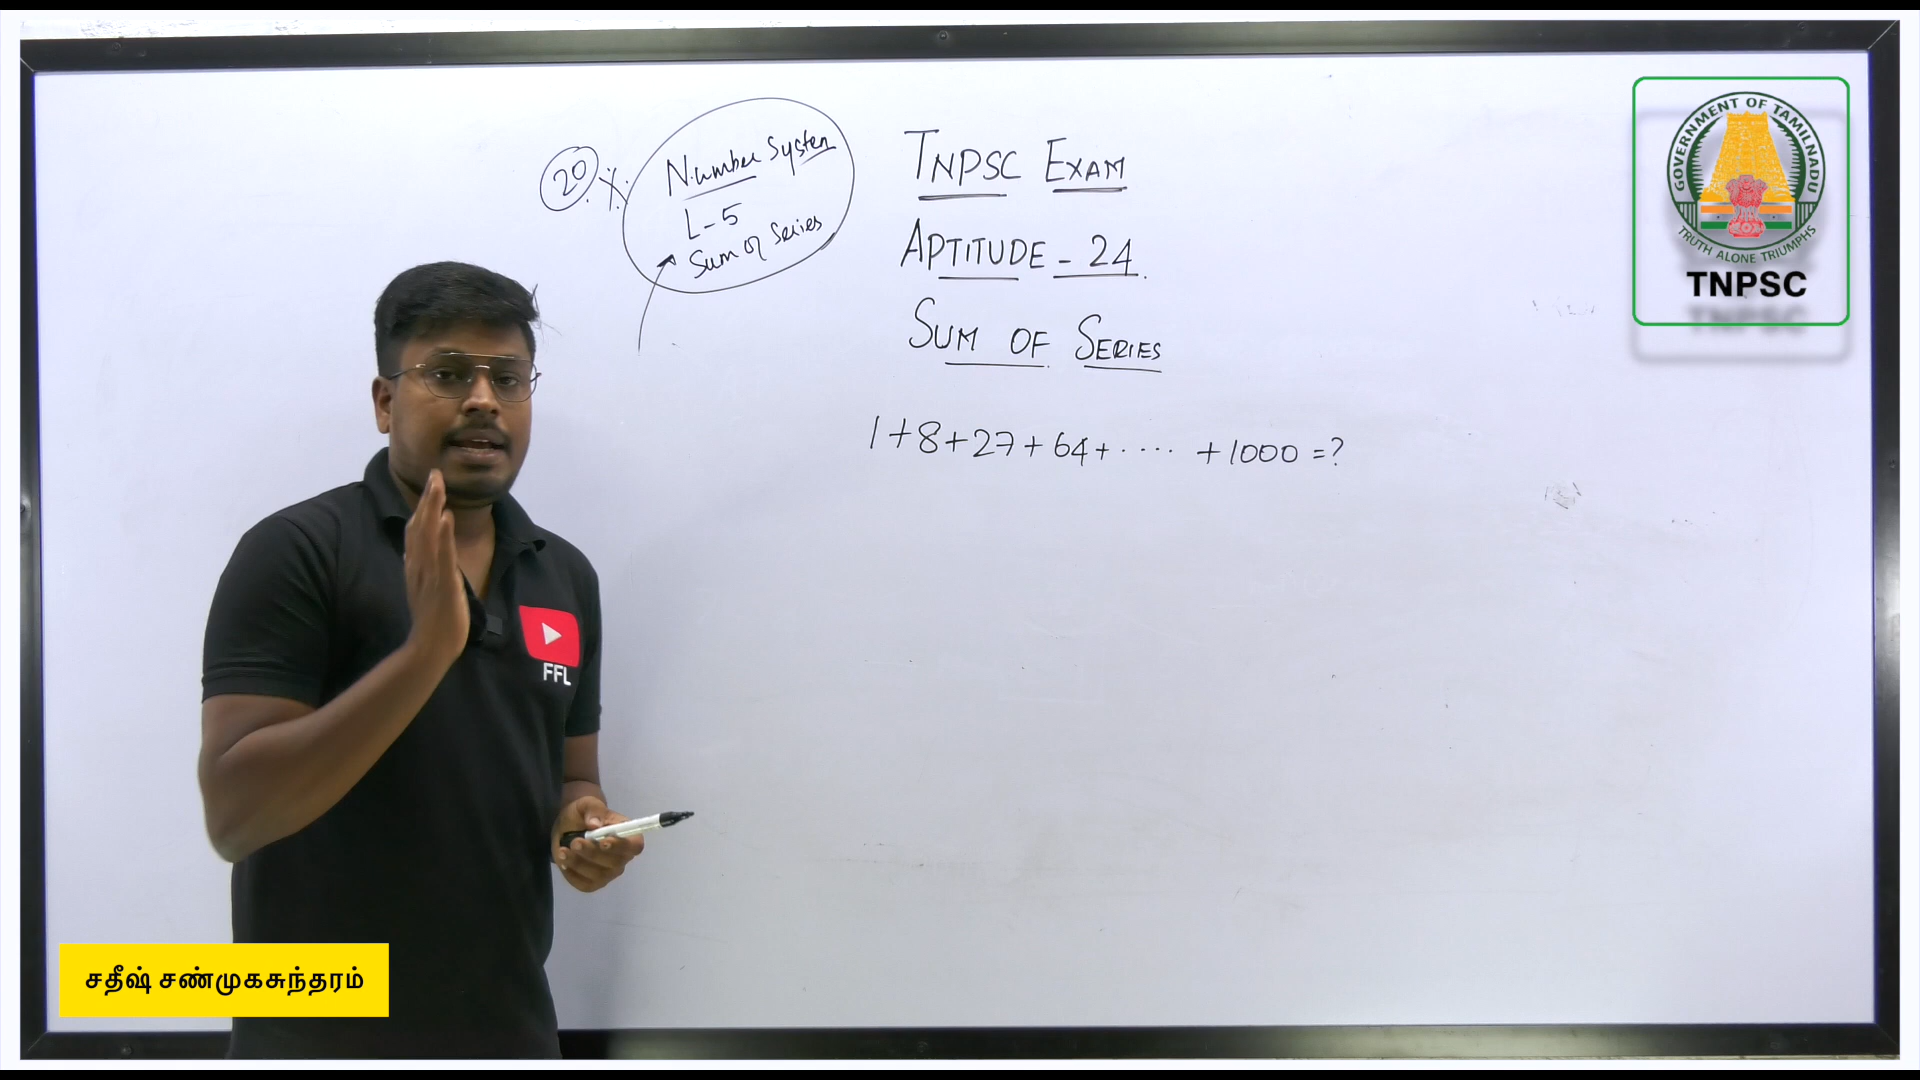 20
Number System
L-5
Sum of Series
TNPSC EXAM
APTITUDE - 24
SUM OF SERIES
1+8+27+64+ ···· +1000 =?
GOVERNMENT OF TAMILNADU
TRUTH ALONE TRIUMPHS
TNPSC
FFL
சதீஷ் சண்முகசுந்தரம்